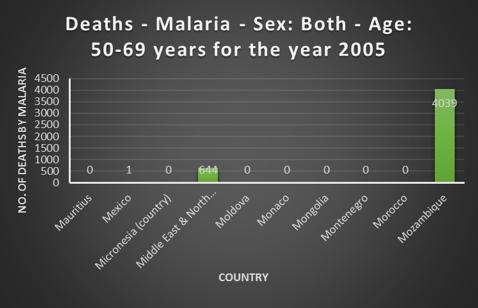 Deaths - Malaria - Sex: Both - Age:
50-69 years for the year 2005
NO. OF DEATHS BY MALARIA
4500
4000
3500
3000
2500
2000
1500
1000
500
0
0
1
0
644
0
0
0
0
0
4039
Mauritius
Mexico
Micronesia (country)
Middle East & North...
Moldova
Monaco
Mongolia
Montenegro
Morocco
Mozambique
COUNTRY